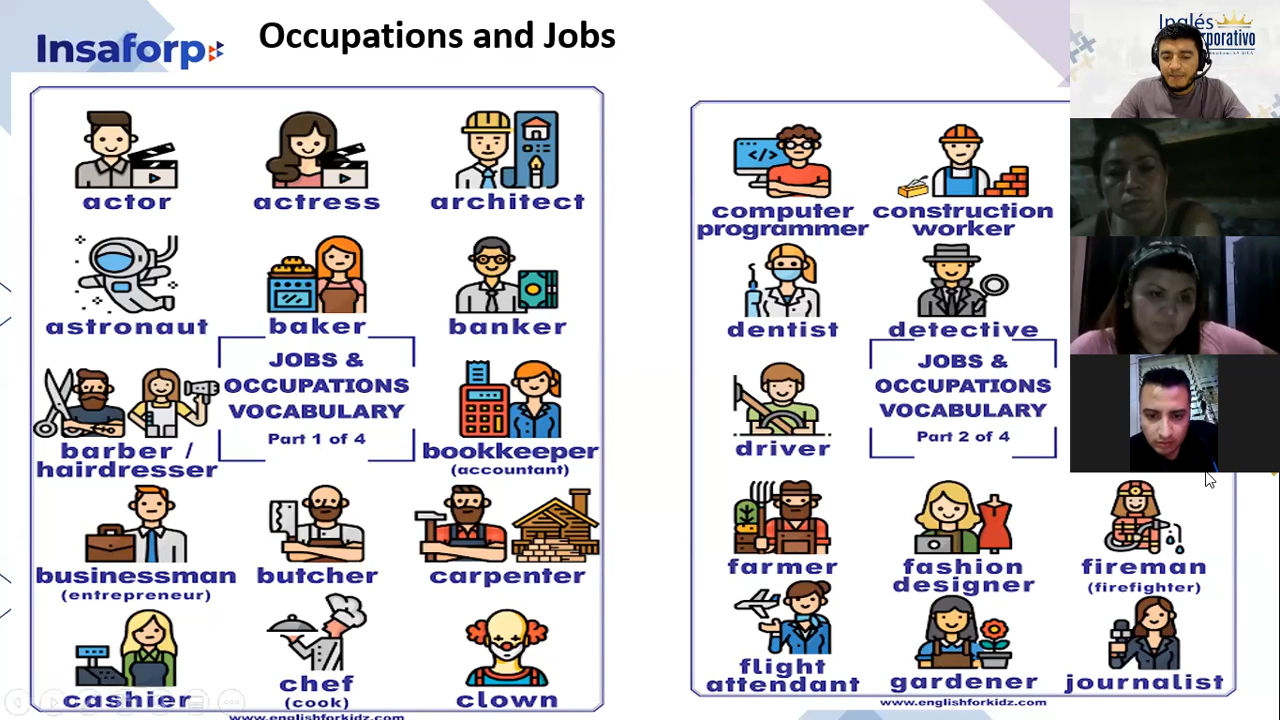 Insaforp
Occupations and Jobs
Inglés
rporativo
actor
actress
architect
astronaut
baker
banker
JOBS &
OCCUPATIONS
VOCABULARY
Part 1 of 4
barber /
hairdresser
bookkeeper
(accountant)
businessman
(entrepreneur)
butcher
carpenter
cashier
chef
(cook)
clown
www.englishforkidz.com
</>
computer
programmer
construction
worker
dentist
detective
JOBS &
OCCUPATIONS
VOCABULARY
Part 2 of 4
driver
farmer
fashion
designer
fireman
(firefighter)
flight
attendant
gardener
journalist
www.englishforkidz.com